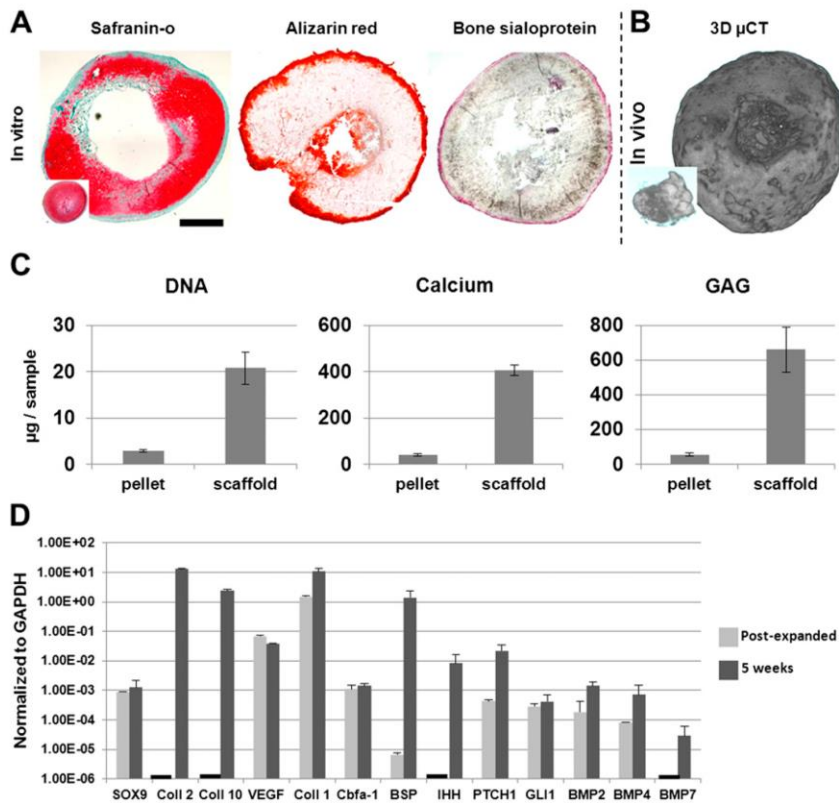 A
Safranin-o
Alizarin red
Bone sialoprotein
B
3D µCT
In vitro
In vivo
C
DNA
Calcium
GAG
µg / sample
30
20
10
0
pellet
scaffold
600
400
200
0
pellet
scaffold
800
600
400
200
0
pellet
scaffold
D
Normalized to GAPDH
1.00E+02
1.00E+01
1.00E+00
1.00E-01
1.00E-02
1.00E-03
1.00E-04
1.00E-05
1.00E-06
SOX9 Coll 2 Coll 10 VEGF Coll 1 Cbfa-1 BSP IHH PTCH1 GLI1 BMP2 BMP4 BMP7
Post-expanded
5 weeks